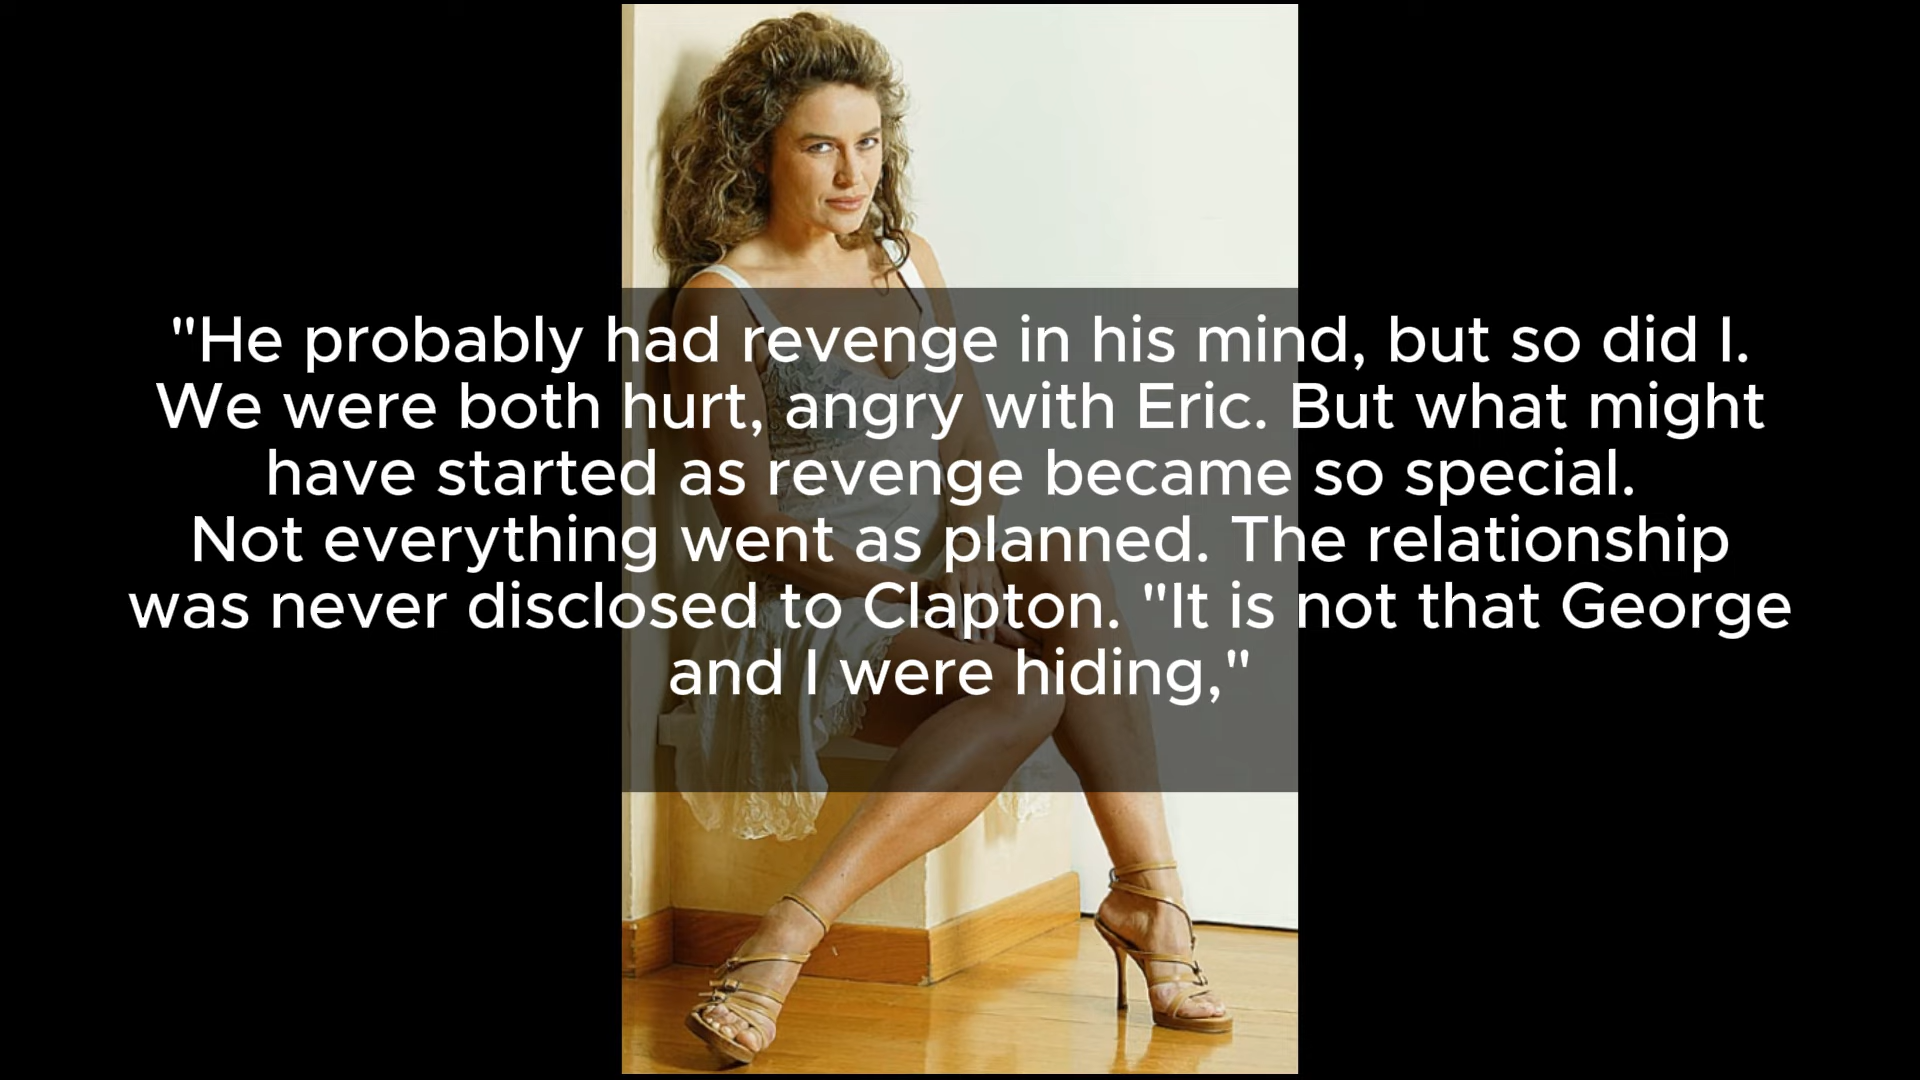 "He probably had revenge in his mind, but so did I.
We were both hurt, angry with Eric. But what might
have started as revenge became so special.
Not everything went as planned. The relationship
was never disclosed to Clapton. "It is not that George
and I were hiding,"